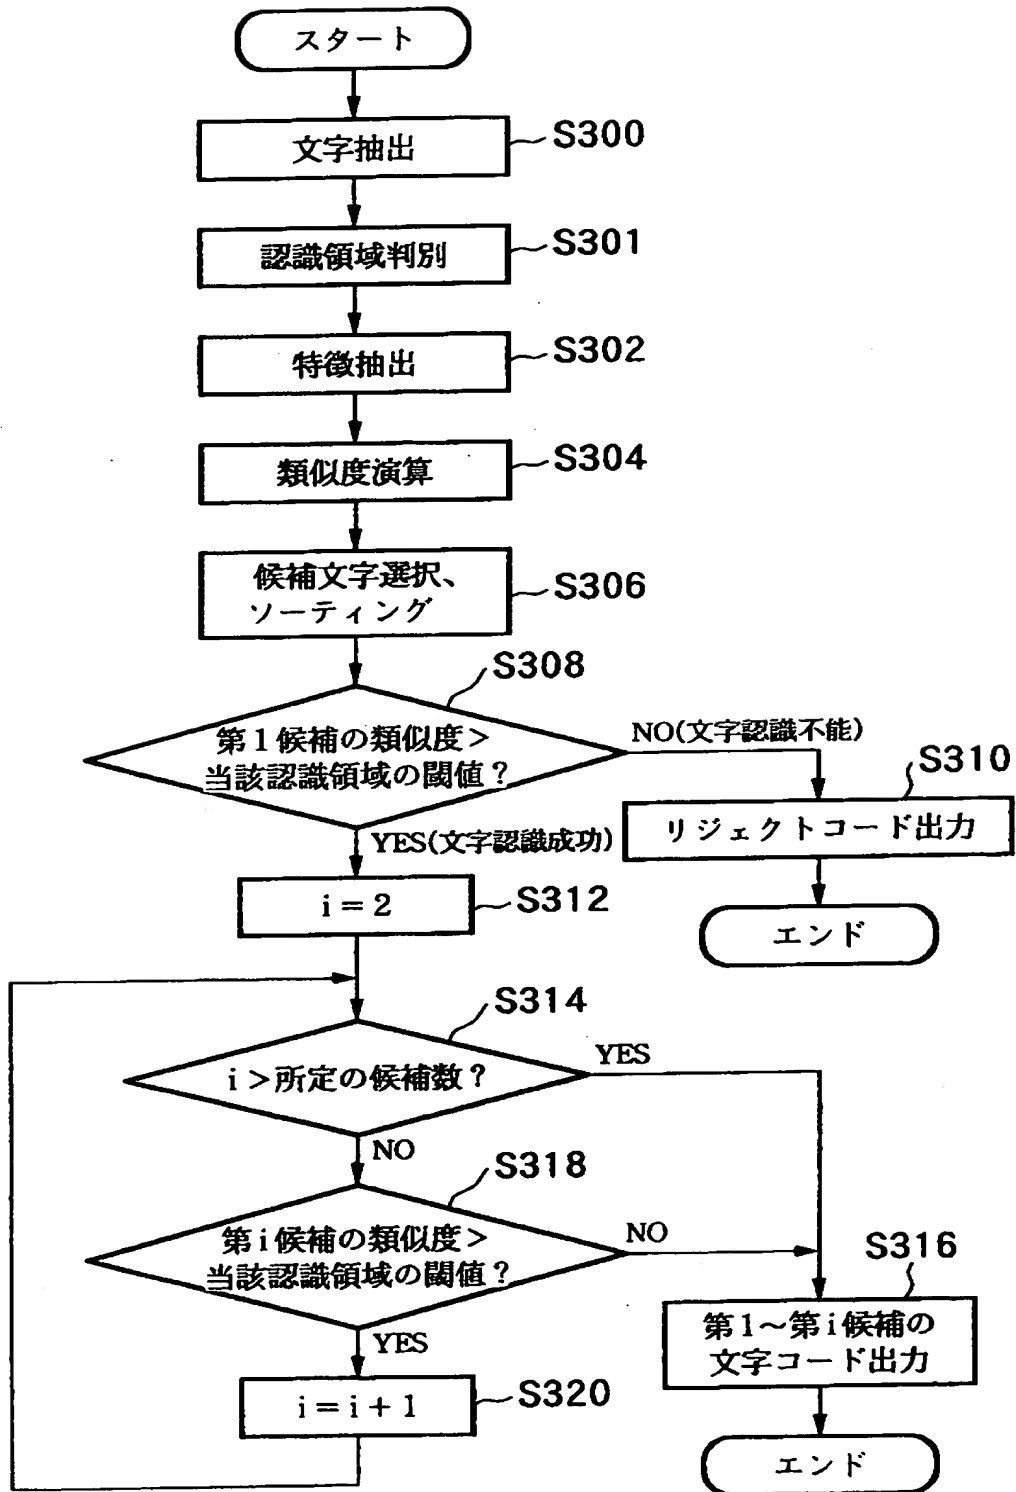 スタート
文字抽出
S300
認識領域判別
S301
特徴抽出
S302
類似度演算
S304
候補文字選択、
ソーティング
S306
S308
第1候補の類似度>
当該認識領域の閾値?
NO(文字認識不能)
S310
リジェクトコード出力
YES(文字認識成功)
エンド
i=2
S312
S314
i>所定の候補数?
YES
NO
S318
第i候補の類似度>
当該認識領域の閾値?
NO
S316
第1〜第i候補の
文字コード出力
YES
i=i+1
S320
エンド